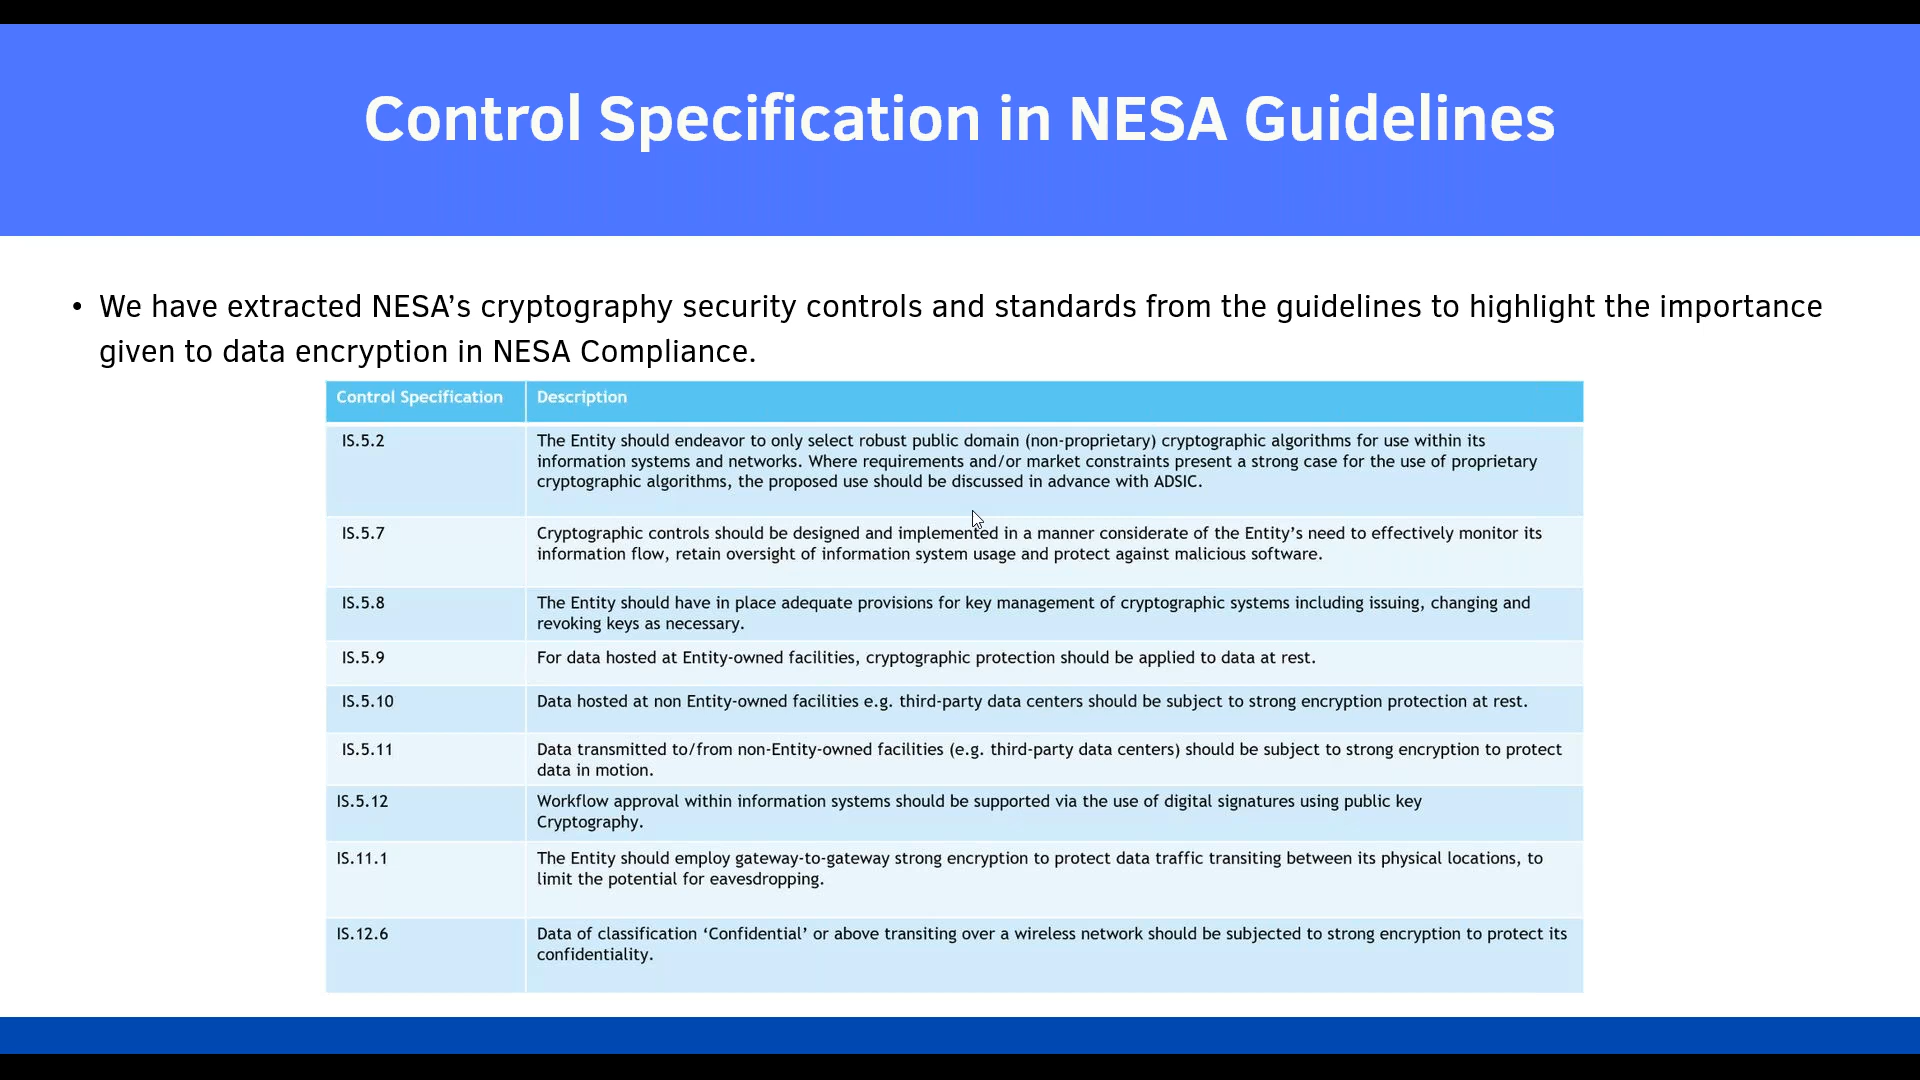 Control Specification in NESA Guidelines
• We have extracted NESA’s cryptography security controls and standards from the guidelines to highlight the importance
given to data encryption in NESA Compliance.
Control Specification Description
IS.5.2 The Entity should endeavor to only select robust public domain (non-proprietary) cryptographic algorithms for use within its
information systems and networks. Where requirements and/or market constraints present a strong case for the use of proprietary
cryptographic algorithms, the proposed use should be discussed in advance with ADSIC.
IS.5.7 Cryptographic controls should be designed and implemented in a manner considerate of the Entity’s need to effectively monitor its
information flow, retain oversight of information system usage and protect against malicious software.
IS.5.8 The Entity should have in place adequate provisions for key management of cryptographic systems including issuing, changing and
revoking keys as necessary.
IS.5.9 For data hosted at Entity-owned facilities, cryptographic protection should be applied to data at rest.
IS.5.10 Data hosted at non Entity-owned facilities e.g. third-party data centers should be subject to strong encryption protection at rest.
IS.5.11 Data transmitted to/from non-Entity-owned facilities (e.g. third-party data centers) should be subject to strong encryption to protect
data in motion.
IS.5.12 Workflow approval within information systems should be supported via the use of digital signatures using public key
Cryptography.
IS.11.1 The Entity should employ gateway-to-gateway strong encryption to protect data traffic transiting between its physical locations, to
limit the potential for eavesdropping.
IS.12.6 Data of classification ‘Confidential’ or above transiting over a wireless network should be subjected to strong encryption to protect its
confidentiality.